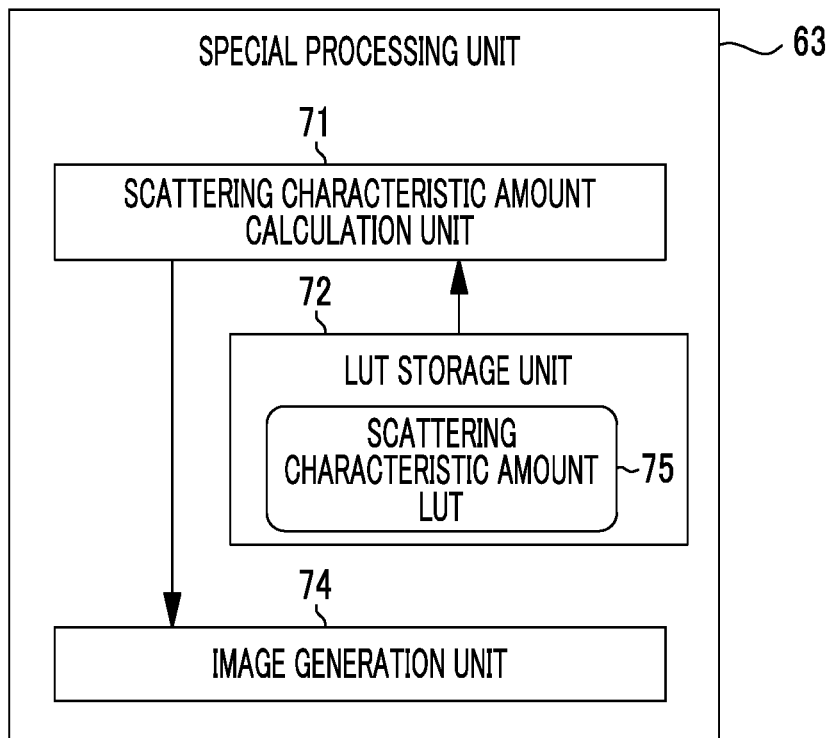 SPECIAL PROCESSING UNIT
63
71
SCATTERING CHARACTERISTIC AMOUNT
CALCULATION UNIT
72
LUT STORAGE UNIT
SCATTERING
CHARACTERISTIC AMOUNT
LUT
75
74
IMAGE GENERATION UNIT